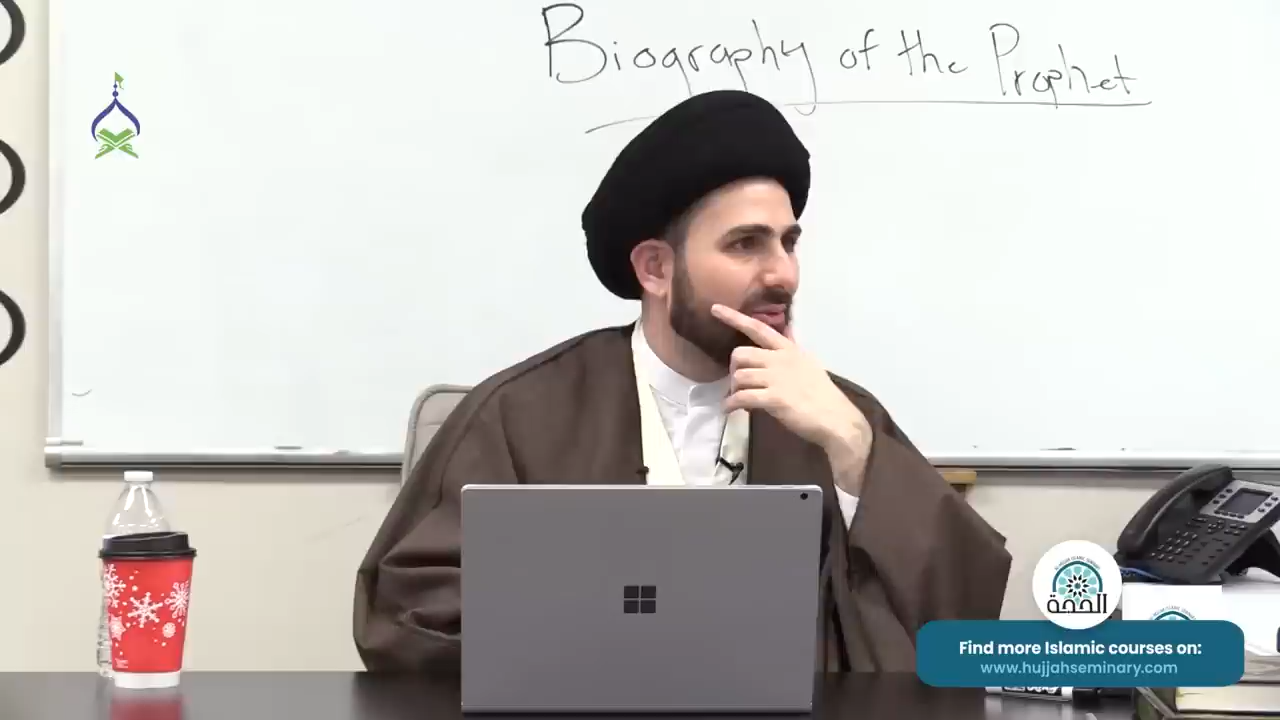 Biography of the Prophet
الحجة
Find more Islamic courses on:
www.hujjahseminary.com